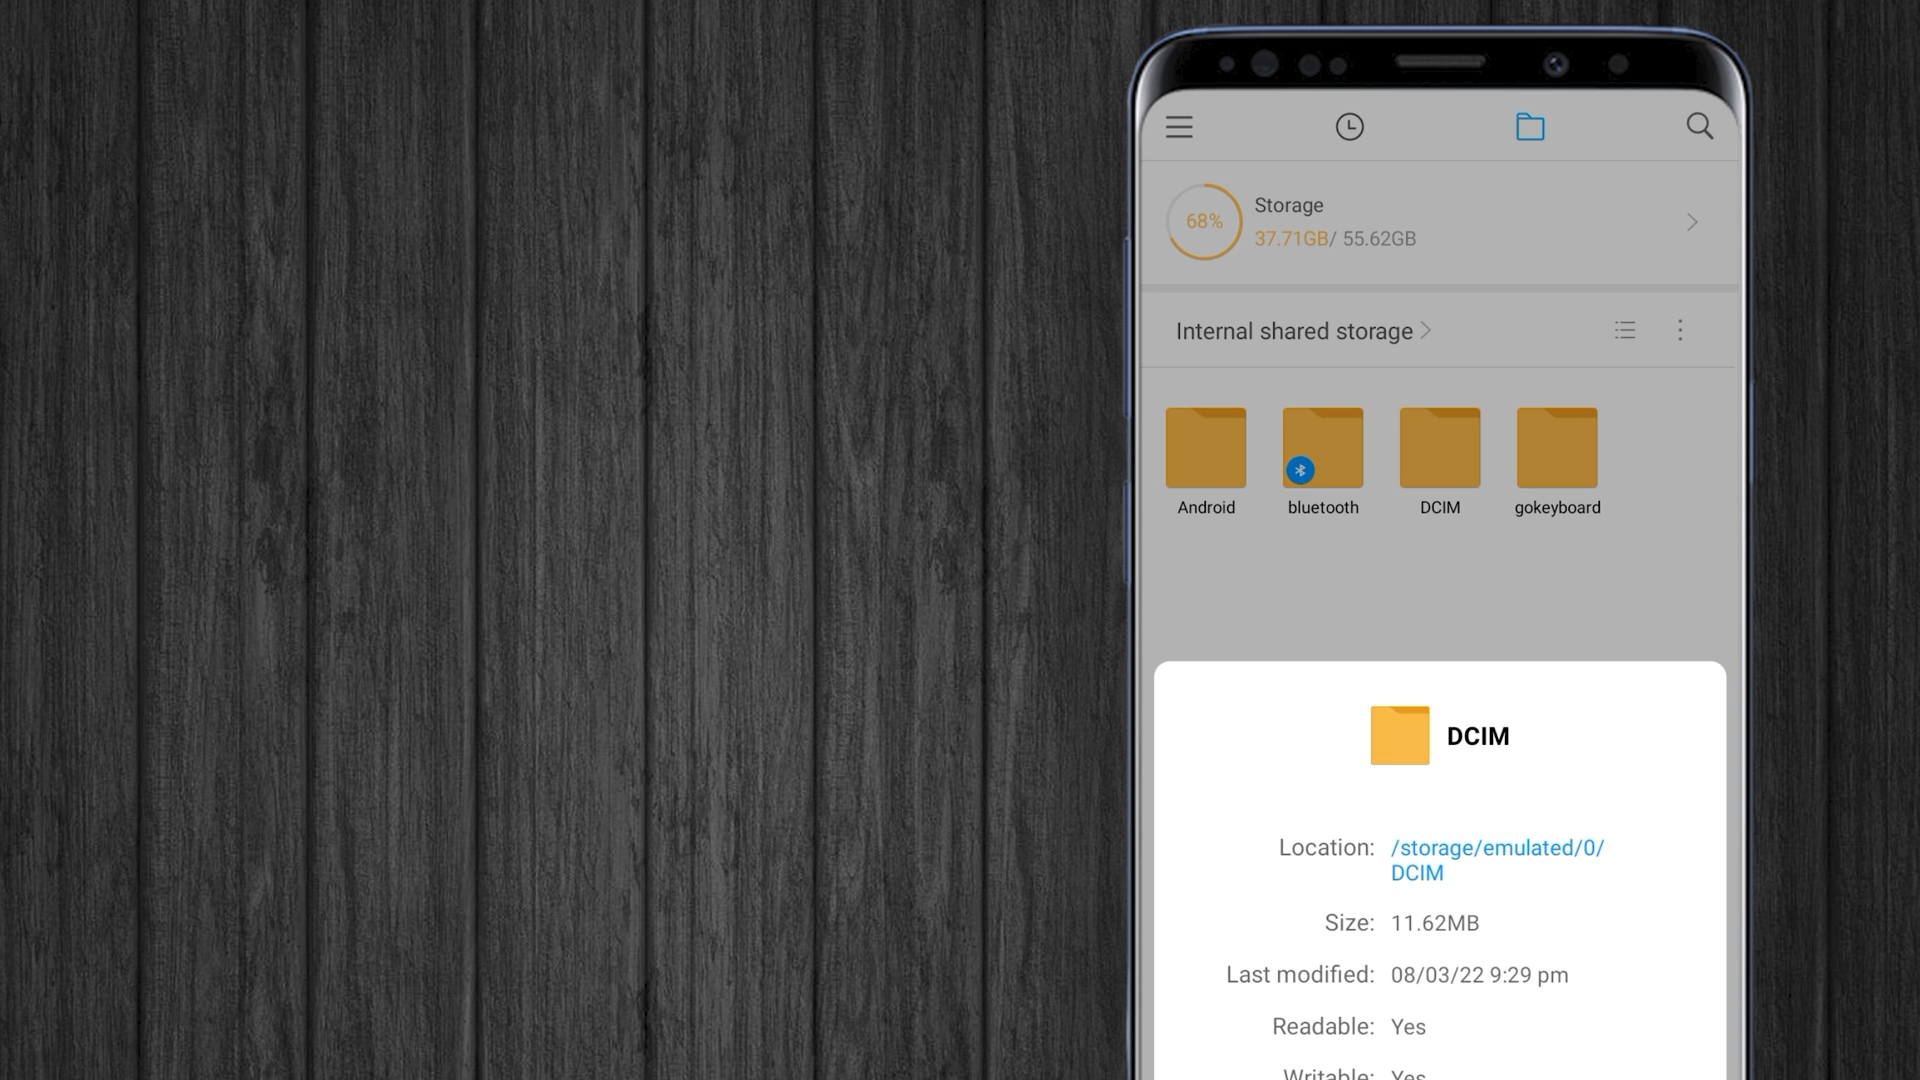 68%
Storage
37.71GB/ 55.62GB
Internal shared storage
Android
bluetooth
DCIM
gokeyboard
DCIM
Location: /storage/emulated/0/
DCIM
Size: 11.62MB
Last modified: 08/03/22 9:29 pm
Readable: Yes
Writable: Yes